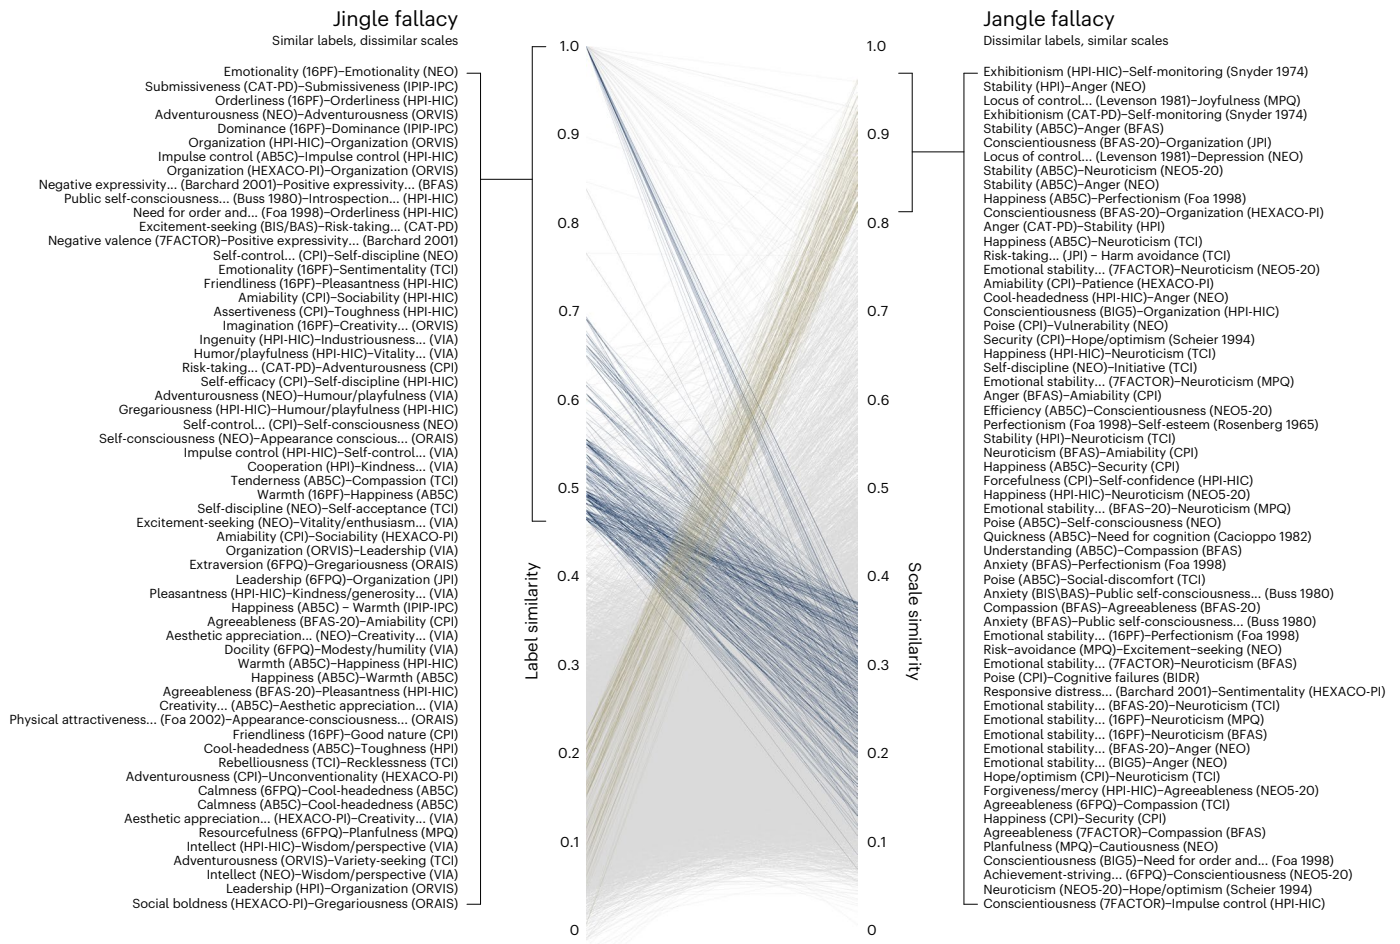 Jingle fallacy
Similar labels, dissimilar scales
Emotionality (16PF)–Emotionality (NEO)
Submissiveness (CAT-PD)–Submissiveness (IPIP-IPC)
Orderliness (16PF)–Orderliness (HPI-HIC)
Adventurousness (NEO)–Adventurousness (ORVIS)
Dominance (16PF)–Dominance (IPIP-IPC)
Organization (HPI-HIC)–Organization (ORVIS)
Impulse control (AB5C)–Impulse control (HPI-HIC)
Organization (HEXACO-PI)–Organization (ORVIS)
Negative expressivity... (Barchard 2001)–Positive expressivity... (BFAS)
Public self-consciousness... (Buss 1980)–Introspection... (HPI-HIC)
Need for order and... (Foa 1998)–Orderliness (HPI-HIC)
Excitement-seeking (BIS/BAS)–Risk-taking... (CAT-PD)
Negative valence (7FACTOR)–Positive expressivity... (Barchard 2001)
Self-control... (CPI)–Self-discipline (NEO)
Emotionality (16PF)–Sentimentality (TCI)
Friendliness (16PF)–Pleasantness (HPI-HIC)
Amiability (CPI)–Sociability (HPI-HIC)
Assertiveness (CPI)–Toughness (HPI-HIC)
Imagination (16PF)–Creativity... (ORVIS)
Ingenuity (HPI-HIC)–Industriousness... (VIA)
Humor/playfulness (HPI-HIC)–Vitality... (VIA)
Risk-taking... (CAT-PD)–Adventurousness (CPI)
Self-efficacy (CPI)–Self-discipline (HPI-HIC)
Adventurousness (NEO)–Humour/playfulness (VIA)
Gregariousness (HPI-HIC)–Humour/playfulness (HPI-HIC)
Self-control... (CPI)–Self-consciousness (NEO)
Self-consciousness (NEO)–Appearance conscious... (ORAIS)
Impulse control (HPI-HIC)–Self-control... (VIA)
Cooperation (HPI)–Kindness... (VIA)
Tenderness (AB5C)–Compassion (TCI)
Warmth (16PF)–Happiness (AB5C)
Self-discipline (NEO)–Self-acceptance (TCI)
Excitement-seeking (NEO)–Vitality/enthusiasm... (VIA)
Amiability (CPI)–Sociability (HEXACO-PI)
Organization (ORVIS)–Leadership (VIA)
Extraversion (6FPQ)–Gregariousness (ORAIS)
Leadership (6FPQ)–Organization (JPI)
Pleasantness (HPI-HIC)–Kindness/generosity... (VIA)
Happiness (AB5C) – Warmth (IPIP-IPC)
Agreeableness (BFAS-20)–Amiability (CPI)
Aesthetic appreciation... (NEO)–Creativity... (VIA)
Docility (6FPQ)–Modesty/humility (VIA)
Warmth (AB5C)–Happiness (HPI-HIC)
Happiness (AB5C)–Warmth (AB5C)
Agreeableness (BFAS-20)–Pleasantness (HPI-HIC)
Creativity... (AB5C)–Aesthetic appreciation... (VIA)
Physical attractiveness... (Foa 2002)–Appearance-consciousness... (ORAIS)
Friendliness (16PF)–Good nature (CPI)
Cool-headedness (AB5C)–Toughness (HPI)
Rebelliousness (TCI)–Recklessness (TCI)
Adventurousness (CPI)–Unconventionality (HEXACO-PI)
Calmness (6FPQ)–Cool-headedness (AB5C)
Calmness (AB5C)–Cool-headedness (AB5C)
Aesthetic appreciation... (HEXACO-PI)–Creativity... (VIA)
Resourcefulness (6FPQ)–Planfulness (MPQ)
Intellect (HPI-HIC)–Wisdom/perspective (VIA)
Adventurousness (ORVIS)–Variety-seeking (TCI)
Intellect (NEO)–Wisdom/perspective (VIA)
Leadership (HPI)–Organization (ORVIS)
Social boldness (HEXACO-PI)–Gregariousness (ORAIS)
1.0
0.9
0.8
0.7
0.6
0.5
0.4
0.3
0.2
0.1
0
Label similarity
1.0
0.9
0.8
0.7
0.6
0.5
0.4
0.3
0.2
0.1
0
Scale similarity
Jangle fallacy
Dissimilar labels, similar scales
Exhibitionism (HPI-HIC)–Self-monitoring (Snyder 1974)
Stability (HPI)–Anger (NEO)
Locus of control... (Levenson 1981)–Joyfulness (MPQ)
Exhibitionism (CAT-PD)–Self-monitoring (Snyder 1974)
Stability (AB5C)–Anger (BFAS)
Conscientiousness (BFAS-20)–Organization (JPI)
Locus of control... (Levenson 1981)–Depression (NEO)
Stability (AB5C)–Neuroticism (NEO5-20)
Stability (AB5C)–Anger (NEO)
Happiness (AB5C)–Perfectionism (Foa 1998)
Conscientiousness (BFAS-20)–Organization (HEXACO-PI)
Anger (CAT-PD)–Stability (HPI)
Happiness (AB5C)–Neuroticism (TCI)
Risk-taking... (JPI) – Harm avoidance (TCI)
Emotional stability... (7FACTOR)–Neuroticism (NEO5-20)
Amiability (CPI)–Patience (HEXACO-PI)
Cool-headedness (HPI-HIC)–Anger (NEO)
Conscientiousness (BIG5)–Organization (HPI-HIC)
Poise (CPI)–Vulnerability (NEO)
Security (CPI)–Hope/optimism (Scheier 1994)
Happiness (HPI-HIC)–Neuroticism (TCI)
Self-discipline (NEO)–Initiative (TCI)
Emotional stability... (7FACTOR)–Neuroticism (MPQ)
Anger (BFAS)–Amiability (CPI)
Efficiency (AB5C)–Conscientiousness (NEO5-20)
Perfectionism (Foa 1998)–Self-esteem (Rosenberg 1965)
Stability (HPI)–Neuroticism (TCI)
Neuroticism (BFAS)–Amiability (CPI)
Happiness (AB5C)–Security (CPI)
Forcefulness (CPI)–Self-confidence (HPI-HIC)
Happiness (HPI-HIC)–Neuroticism (NEO5-20)
Emotional stability... (BFAS-20)–Neuroticism (MPQ)
Poise (AB5C)–Self-consciousness (NEO)
Quickness (AB5C)–Need for cognition (Cacioppo 1982)
Understanding (AB5C)–Compassion (BFAS)
Anxiety (BFAS)–Perfectionism (Foa 1998)
Poise (AB5C)–Social-discomfort (TCI)
Anxiety (BIS\BAS)–Public self-consciousness... (Buss 1980)
Compassion (BFAS)–Agreeableness (BFAS-20)
Anxiety (BFAS)–Public self-consciousness... (Buss 1980)
Emotional stability... (16PF)–Perfectionism (Foa 1998)
Risk–avoidance (MPQ)–Excitement–seeking (NEO)
Emotional stability... (7FACTOR)–Neuroticism (BFAS)
Poise (CPI)–Cognitive failures (BIDR)
Responsive distress... (Barchard 2001)–Sentimentality (HEXACO-PI)
Emotional stability... (BFAS-20)–Neuroticism (TCI)
Emotional stability... (16PF)–Neuroticism (MPQ)
Emotional stability... (16PF)–Neuroticism (BFAS)
Emotional stability... (BFAS-20)–Anger (NEO)
Emotional stability... (BIG5)–Anger (NEO)
Hope/optimism (CPI)–Neuroticism (TCI)
Forgiveness/mercy (HPI-HIC)–Agreeableness (NEO5-20)
Agreeableness (6FPQ)–Compassion (TCI)
Happiness (CPI)–Security (CPI)
Agreeableness (7FACTOR)–Compassion (BFAS)
Planfulness (MPQ)–Cautiousness (NEO)
Conscientiousness (BIG5)–Need for order and... (Foa 1998)
Achievement-striving... (6FPQ)–Conscientiousness (NEO5-20)
Neuroticism (NEO5-20)–Hope/optimism (Scheier 1994)
Conscientiousness (7FACTOR)–Impulse control (HPI-HIC)